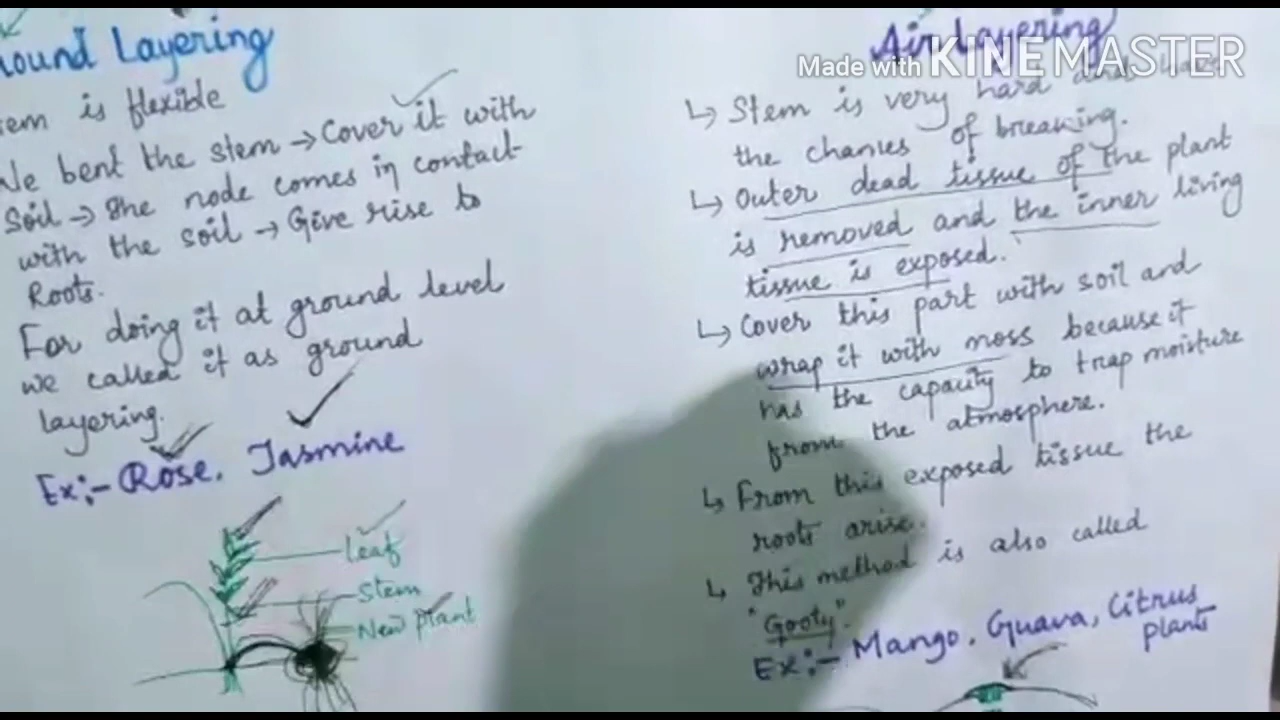 ound Layering
em is flexible
We bent the stem → Cover it with
Soil → The node comes in contact
with the soil → Give rise to
Roots.
For doing it at ground level
we called it as ground
layering.
Ex:- Rose, Jasmine
Leaf
Stem
New plant
Air Layering
Made with KINEMASTER
↳ Stem is very hard and
the chances of breaking.
↳ Outer dead tissue of the plant
is removed and the inner living
tissue is exposed.
↳ Cover this part with soil and
wrap it with moss because it
has the capacity to trap moisture
from the atmosphere.
↳ From this exposed tissue the
roots arise.
↳ This method is also called
"Gooty".
Ex:- Mango, Guava, Citrus
plants